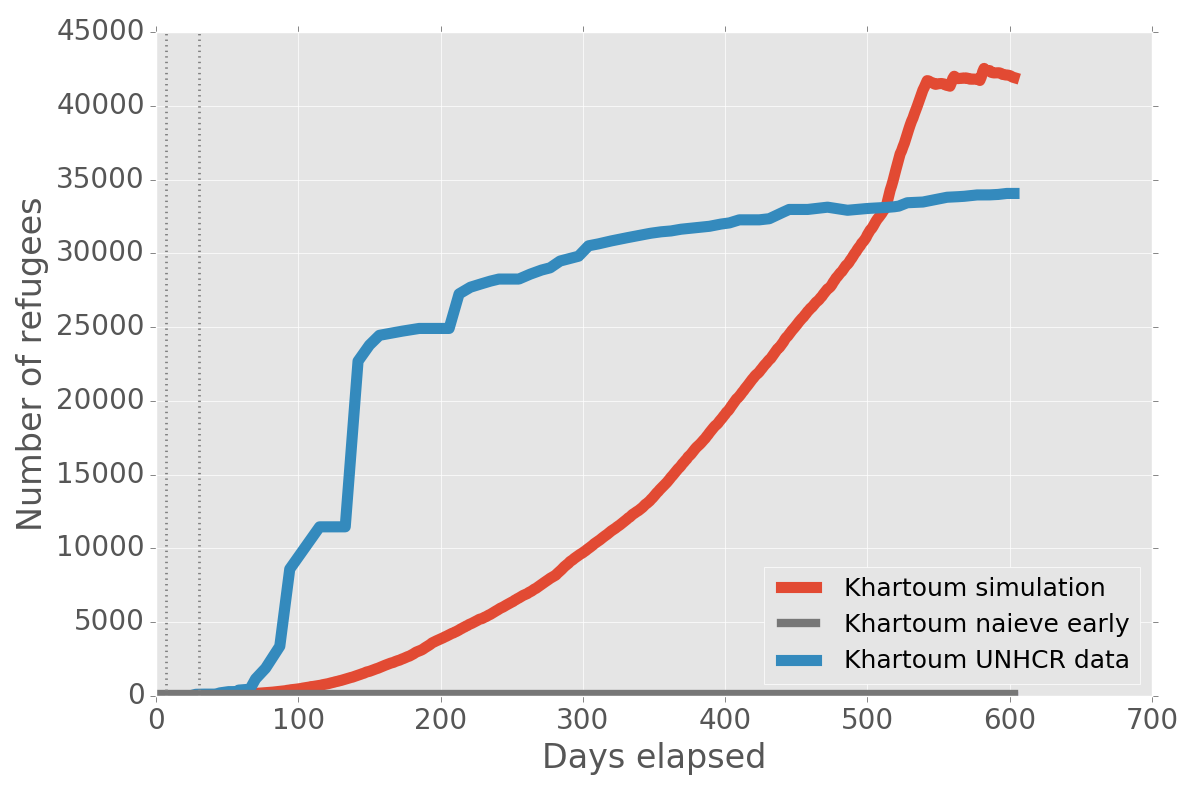 45000
40000
35000
30000
25000
20000
15000
10000
5000
0
Number of refugees
Khartoum simulation
Khartoum naieve early
Khartoum UNHCR data
0 100 200 300 400 500 600 700
Days elapsed